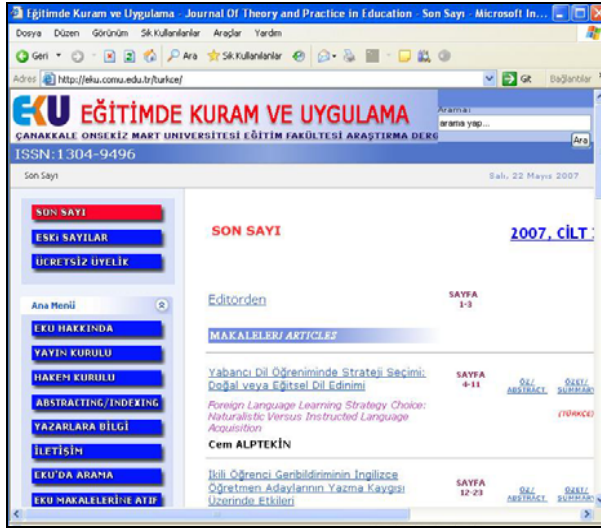 Eğitimde Kuram ve Uygulama - Journal Of Theory and Practice in Education - Son Sayı - Microsoft In...
Dosya Düzen Görünüm Sık Kullanılanlar Araçlar Yardım
Geri Ara Sık Kullanılanlar
Adres http://eku.comu.edu.tr/turkce/ Git Bağlantılar
EKU EĞİTİMDE KURAM VE UYGULAMA
ÇANAKKALE ONSEKİZ MART UNİVERSİTESİ EĞİTİM FAKÜLTESİ ARAŞTIRMA DERG
Arama:
arama yap...
Ara
ISSN:1304-9496
Son Sayı
Salı, 22 Mayıs 2007
SON SAYI
ESKİ SAYILAR
ÜCRETSİZ ÜYELİK
Ana Menü
EKU HAKKINDA
YAYIN KURULU
HAKEM KURULU
ABSTRACTING/INDEXING
YAZARLARA BİLGİ
İLETİŞİM
EKU'DA ARAMA
EKU MAKALELERİNE ATIF
SON SAYI
2007, CİLT
Editorden
SAYFA
1-3
MAKALELER/ ARTICLES
Yabancı Dil Öğreniminde Strateji Seçimi:
Doğal veya Eğitsel Dil Edinimi
SAYFA
4-11
ÖZ/
ABSTRACT
ÖZET/
SUMMARY
Foreign Language Learning Strategy Choice:
Naturalistic Versus Instructed Language
Acquisition
(TÜRKÇE)
Cem ALPTEKİN
İkili Öğrenci Geribildiriminin İngilizce
Öğretmen Adaylarının Yazma Kaygısı
Üzerinde Etkileri
SAYFA
12-23
ÖZ/
ABSTRACT
ÖZET/
SUMMARY